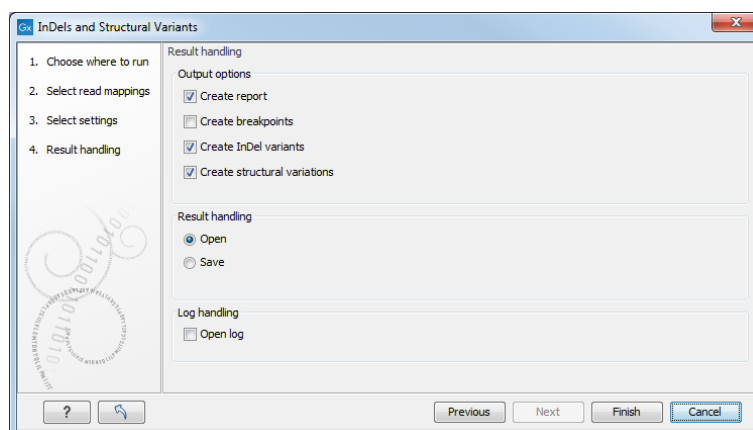 Gx InDels and Structural Variants
1. Choose where to run
2. Select read mappings
3. Select settings
4. Result handling
Result handling
Output options
Create report
Create breakpoints
Create InDel variants
Create structural variations
Result handling
Open
Save
Log handling
Open log
?
Previous
Next
Finish
Cancel